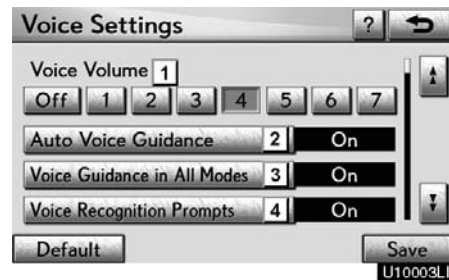 Voice Settings ?
Voice Volume 1
Off 1 2 3 4 5 6 7
Auto Voice Guidance 2 On
Voice Guidance in All Modes 3 On
Voice Recognition Prompts 4 On
Default Save
U10003LI